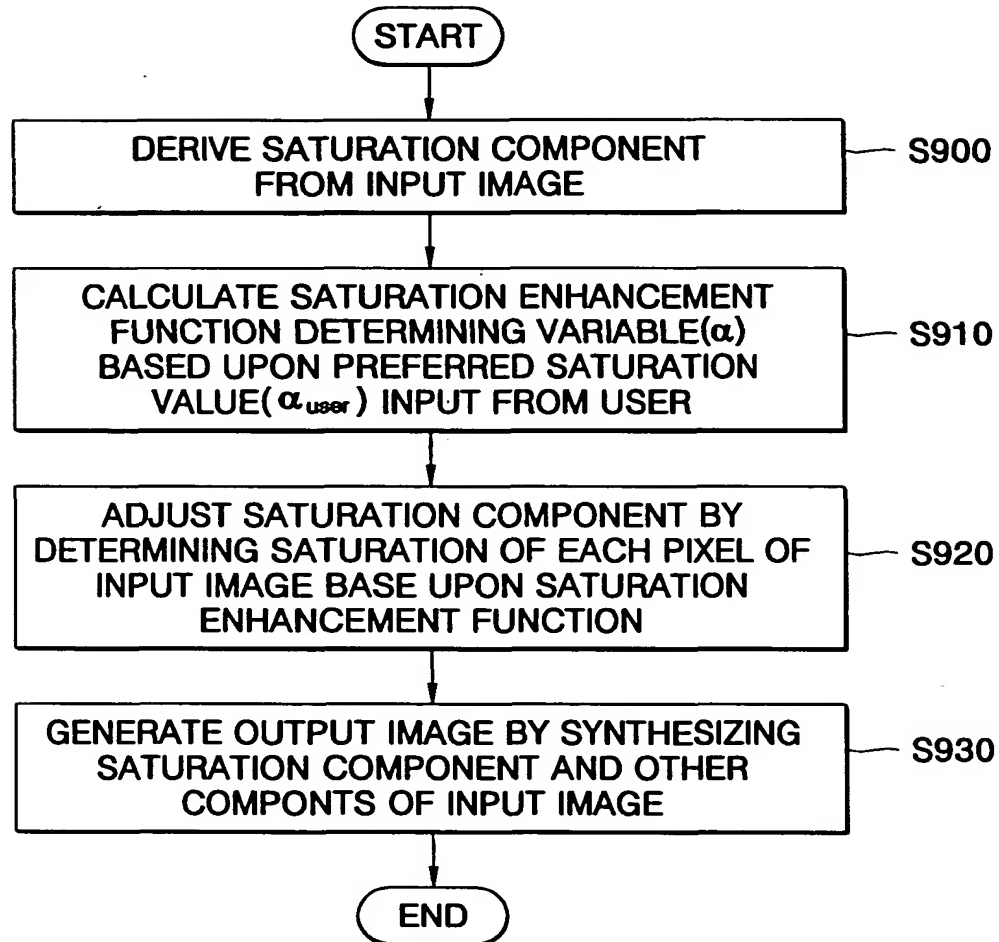 START
DERIVE SATURATION COMPONENT
FROM INPUT IMAGE
S900
CALCULATE SATURATION ENHANCEMENT
FUNCTION DETERMINING VARIABLE(α)
BASED UPON PREFERRED SATURATION
VALUE(αuser) INPUT FROM USER
S910
ADJUST SATURATION COMPONENT BY
DETERMINING SATURATION OF EACH PIXEL OF
INPUT IMAGE BASE UPON SATURATION
ENHANCEMENT FUNCTION
S920
GENERATE OUTPUT IMAGE BY SYNTHESIZING
SATURATION COMPONENT AND OTHER
COMPONTS OF INPUT IMAGE
S930
END